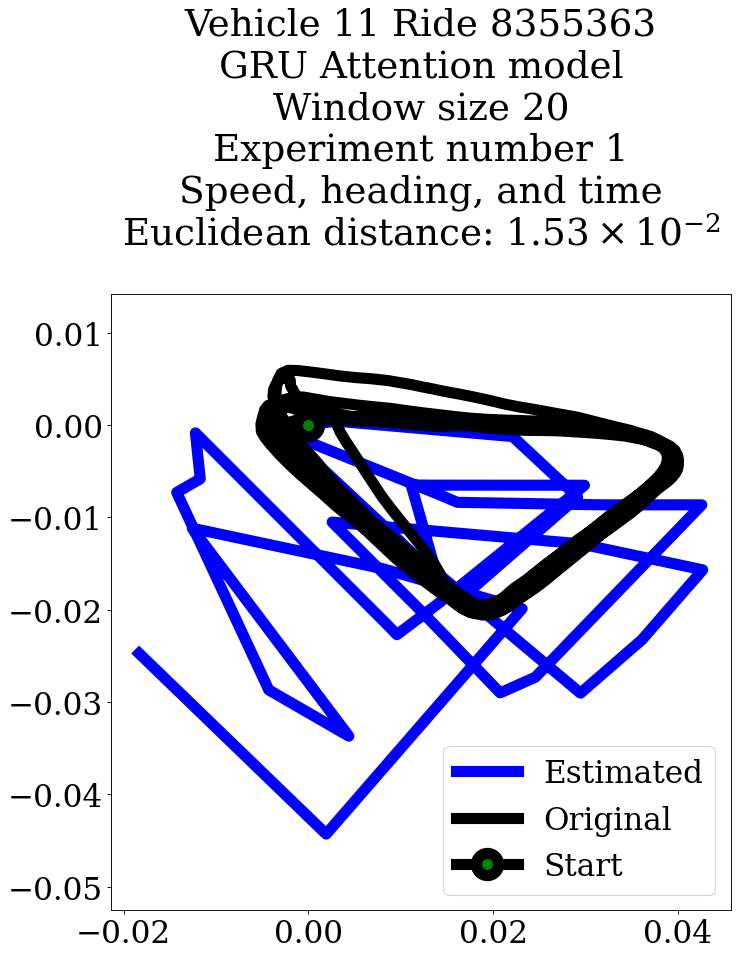 Vehicle 11 Ride 8355363
GRU Attention model
Window size 20
Experiment number 1
Speed, heading, and time
Euclidean distance: 1.53 × 10⁻²
0.01
0.00
−0.01
−0.02
−0.03
−0.04
−0.05
Estimated
Original
Start
−0.02 0.00 0.02 0.04